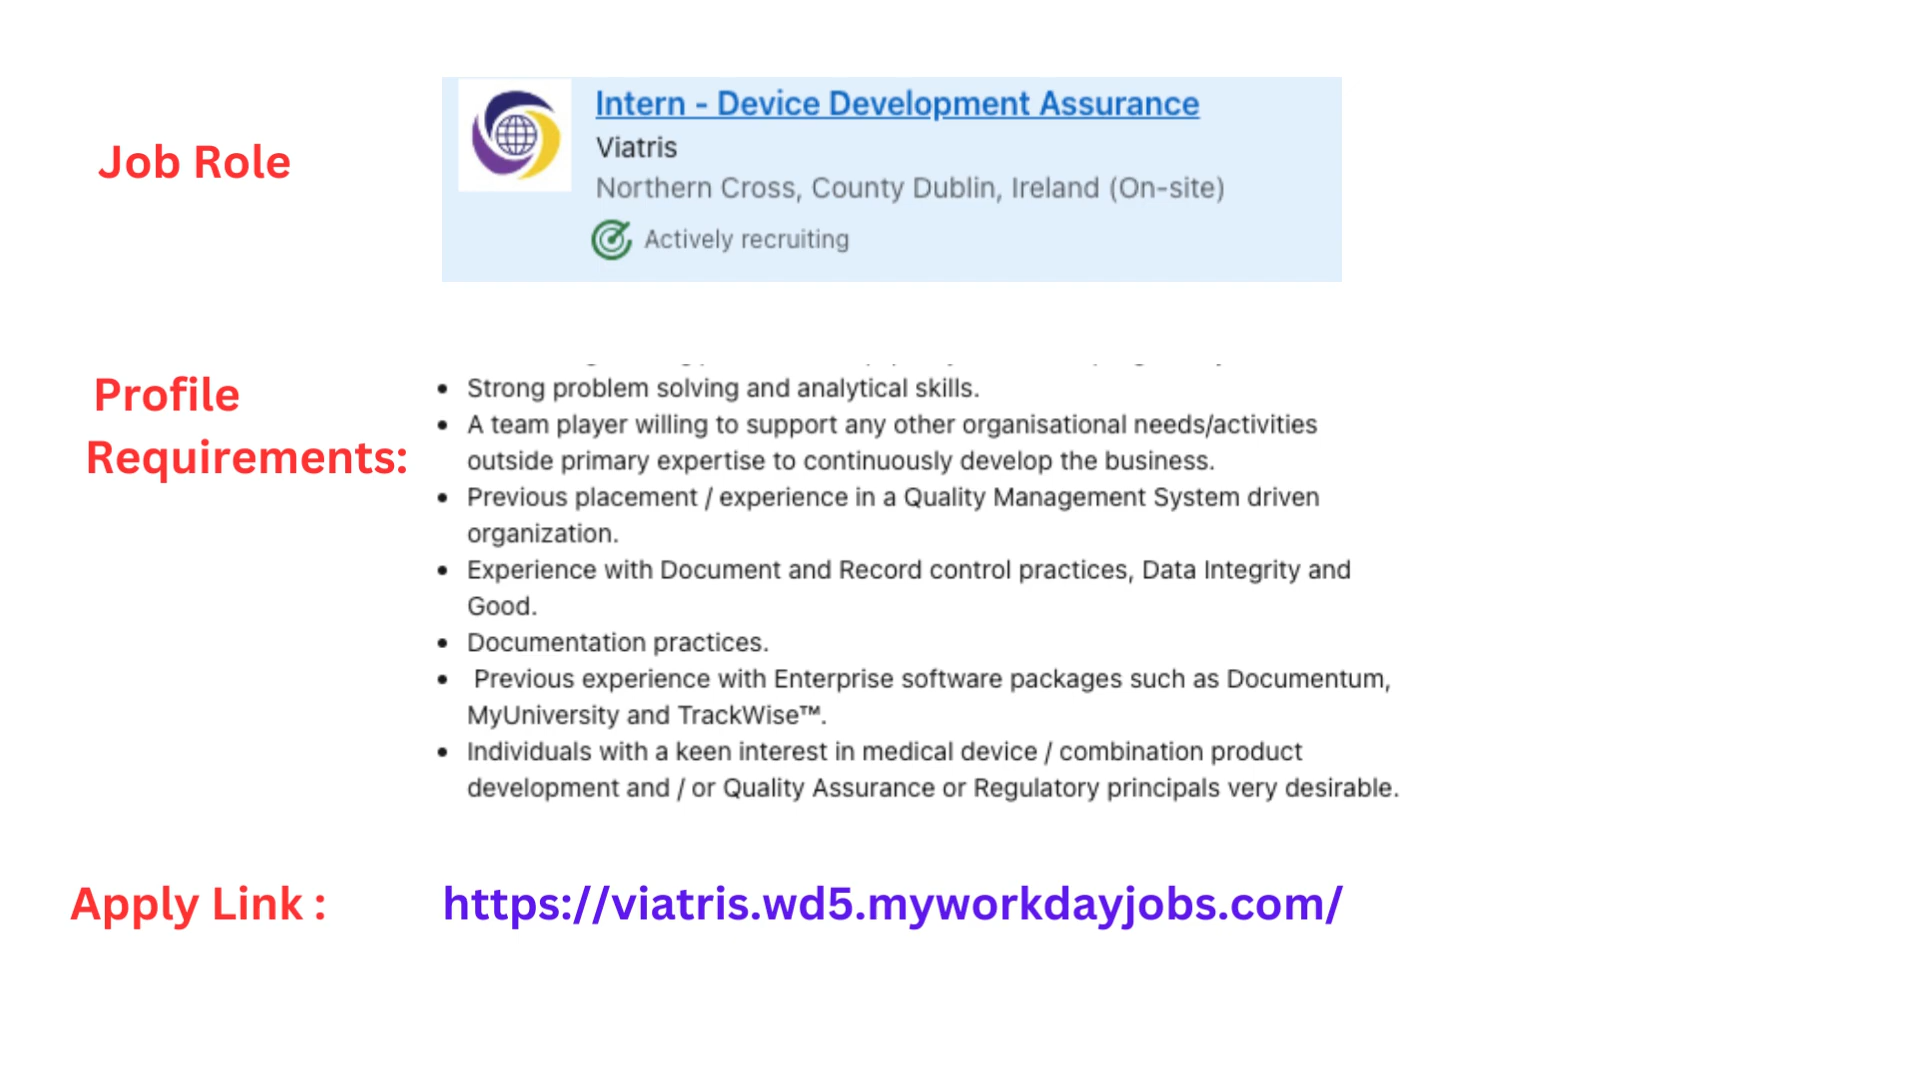 Job Role
Intern - Device Development Assurance
Viatris
Northern Cross, County Dublin, Ireland (On-site)
Actively recruiting
Profile
Requirements:
• Strong problem solving and analytical skills.
• A team player willing to support any other organisational needs/activities
outside primary expertise to continuously develop the business.
• Previous placement / experience in a Quality Management System driven
organization.
• Experience with Document and Record control practices, Data Integrity and
Good.
• Documentation practices.
• Previous experience with Enterprise software packages such as Documentum,
MyUniversity and TrackWise™.
• Individuals with a keen interest in medical device / combination product
development and / or Quality Assurance or Regulatory principals very desirable.
Apply Link :
https://viatris.wd5.myworkdayjobs.com/